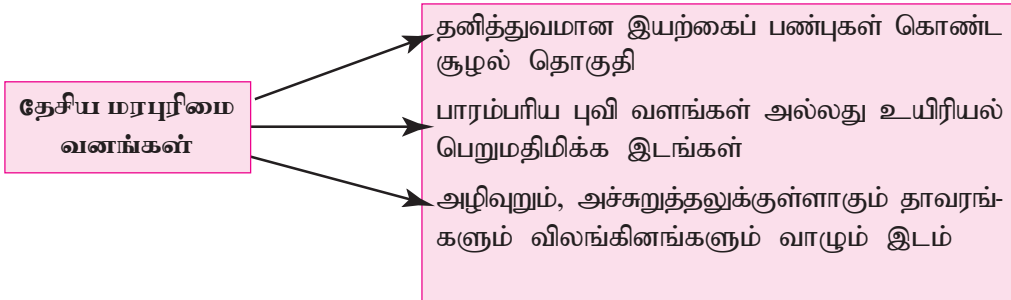 தேசிய மரபுரிமை
வனங்கள்
தனித்துவமான இயற்கைப் பண்புகள் கொண்ட
சூழல் தொகுதி
பாரம்பரிய புவி வளங்கள் அல்லது உயிரியல்
பெறுமதிமிக்க இடங்கள்
அழிவுறும், அச்சுறுத்தலுக்குள்ளாகும் தாவரங்-
களும் விலங்கினங்களும் வாழும் இடம்